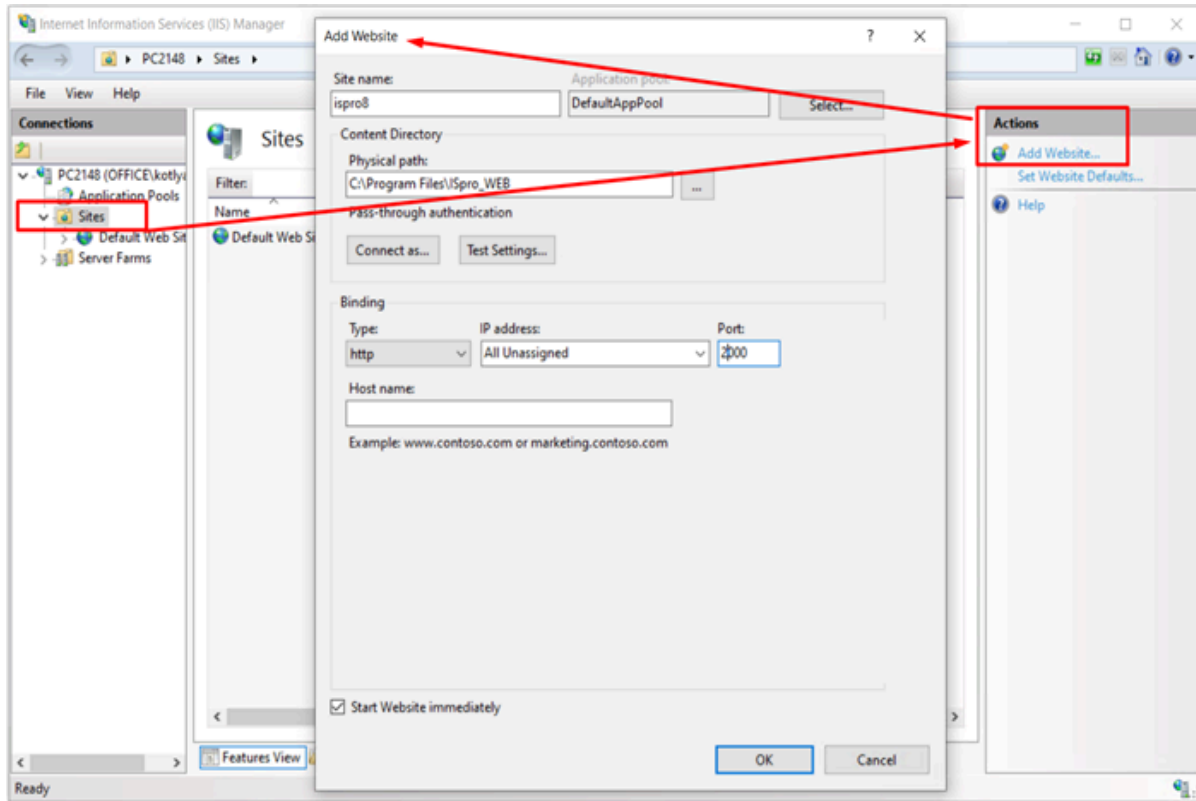 Internet Information Services (IIS) Manager
PC2148 Sites
File View Help
Connections
PC2148 (OFFICE\kotlya
Application Pools
Sites
Default Web Sit
Server Farms
Sites
Filter:
Name
Default Web Si
Features View
Ready
Add Website
?
Site name:
Application pool:
ispro8
DefaultAppPool
Select...
Content Directory
Physical path:
C:\Program Files\ISpro_WEB
...
Pass-through authentication
Connect as...
Test Settings...
Binding
Type:
IP address:
Port:
http
All Unassigned
2000
Host name:
Example: www.contoso.com or marketing.contoso.com
Start Website immediately
OK
Cancel
Actions
Add Website...
Set Website Defaults...
Help